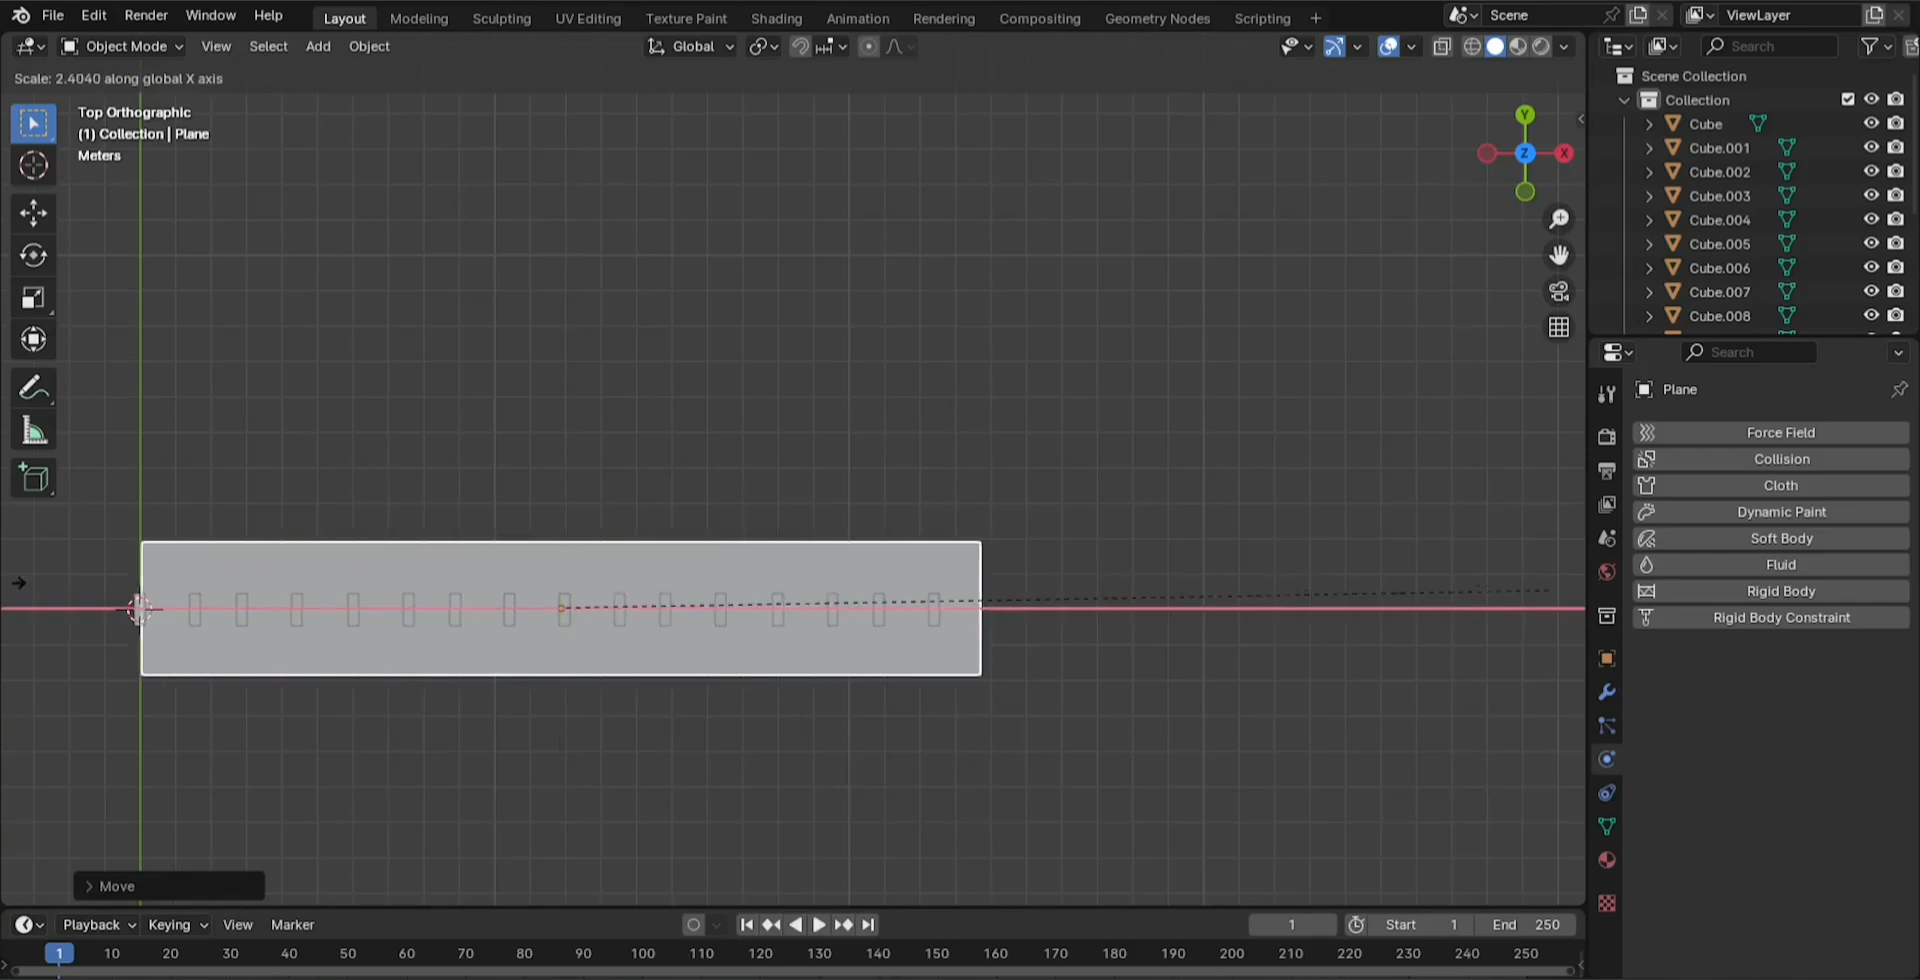 File Edit Render Window Help Layout Modeling Sculpting UV Editing Texture Paint Shading Animation Rendering Compositing Geometry Nodes Scripting + Scene ViewLayer
Object Mode View Select Add Object Global Search
Scale: 2.4040 along global X axis
Top Orthographic
(1) Collection | Plane
Meters
Y
Z
X
Scene Collection
Collection
Cube
Cube.001
Cube.002
Cube.003
Cube.004
Cube.005
Cube.006
Cube.007
Cube.008
Search
Plane
Force Field
Collision
Cloth
Dynamic Paint
Soft Body
Fluid
Rigid Body
Rigid Body Constraint
Move
Playback Keying View Marker 1 Start 1 End 250
1 10 20 30 40 50 60 70 80 90 100 110 120 130 140 150 160 170 180 190 200 210 220 230 240 250